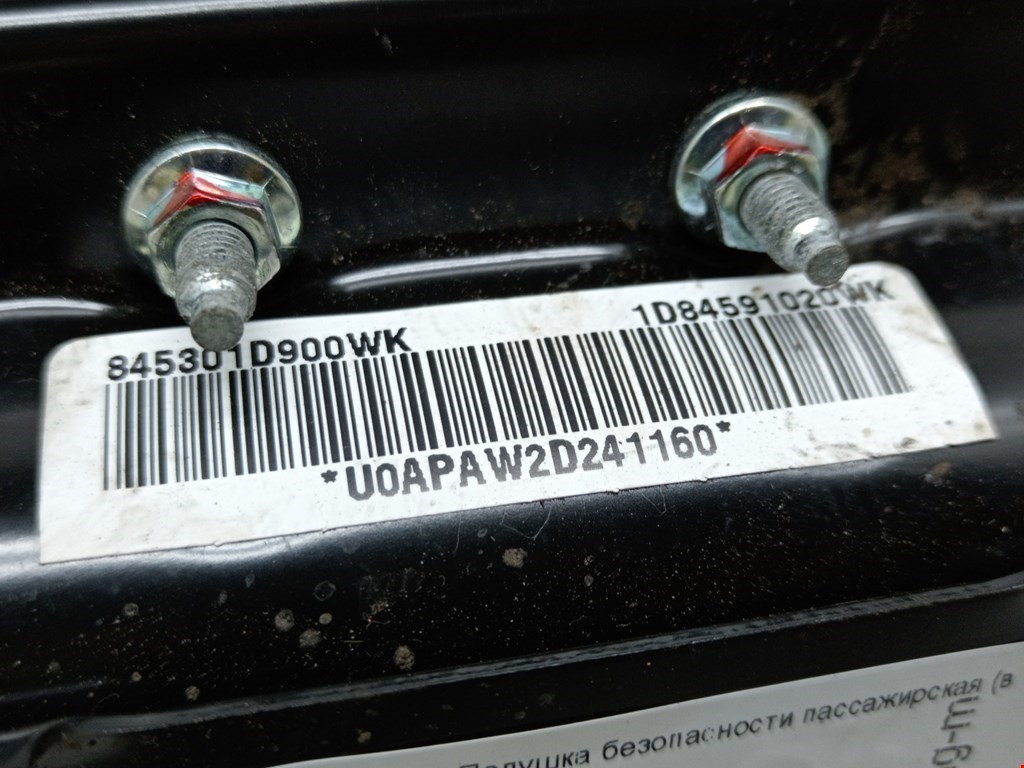 845301D900WK 1D84591020WK
*U0APAW2D241160*
Подушка безопасности пассажирская (в